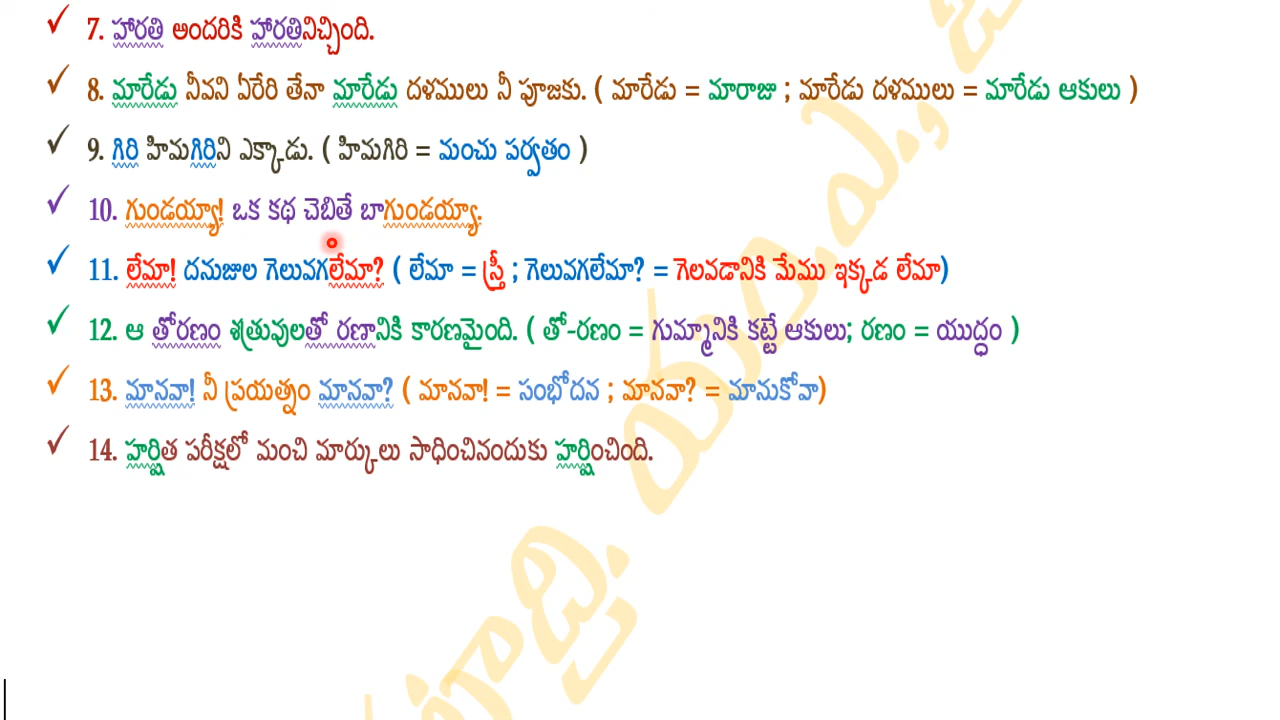 ✓ 7. హారతి అందరికి హారతినిచ్చింది.
✓ 8. మారేడు నీవని ఏరేరి తేనా మారేడు దళములు నీ పూజకు. ( మారేడు = మారాజు ; మారేడు దళములు = మారేడు ఆకులు )
✓ 9. గిరి హిమగిరిని ఎక్కాడు. ( హిమగిరి = మంచు పర్వతం )
✓ 10. గుండయ్యా! ఒక కథ చెబితే బాగుండయ్యా.
✓ 11. లేమా! దనుజుల గెలువగలేమా? ( లేమా = స్త్రీ ; గెలువగలేమా? = గెలవడానికి మేము ఇక్కడ లేమా)
✓ 12. ఆ తోరణం శత్రువులతో రణానికి కారణమైంది. ( తో-రణం = గుమ్మానికి కట్టే ఆకులు; రణం = యుద్ధం )
✓ 13. మానవా! నీ ప్రయత్నం మానవా? ( మానవా! = సంభోదన ; మానవా? = మానుకోవా)
✓ 14. హర్షిత పరీక్షలో మంచి మార్కులు సాధించినందుకు హర్షించింది.